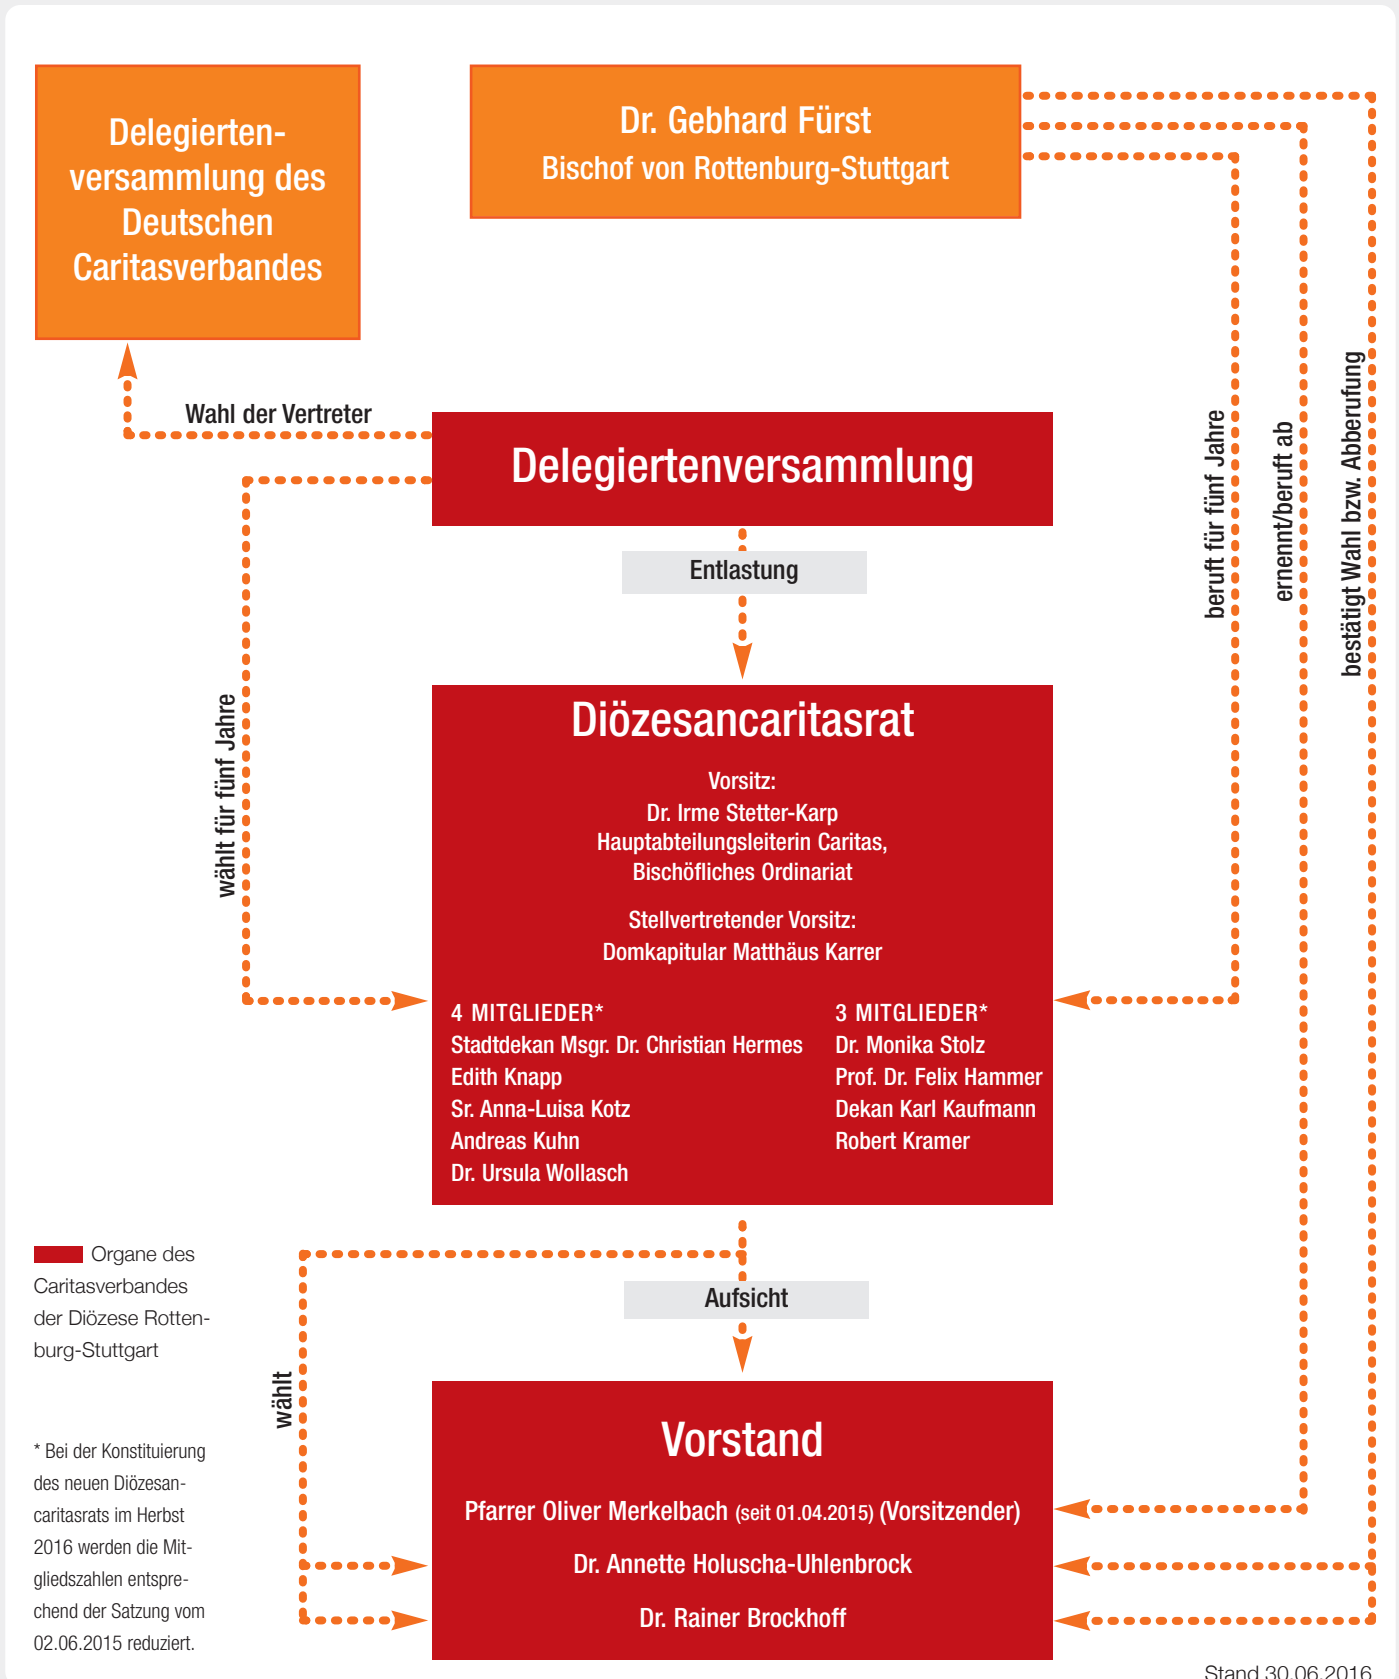 Delegierten-
versammlung des
Deutschen
Caritasverbandes
Dr. Gebhard Fürst
Bischof von Rottenburg-Stuttgart
Wahl der Vertreter
Delegiertenversammlung
Entlastung
beruft für fünf Jahre
ernennt/beruft ab
bestätigt Wahl bzw. Abberufung
wählt für fünf Jahre
Diözesancaritasrat
Vorsitz:
Dr. Irme Stetter-Karp
Hauptabteilungsleiterin Caritas,
Bischöfliches Ordinariat
Stellvertretender Vorsitz:
Domkapitular Matthäus Karrer
4 MITGLIEDER*
Stadtdekan Msgr. Dr. Christian Hermes
Edith Knapp
Sr. Anna-Luisa Kotz
Andreas Kuhn
Dr. Ursula Wollasch
3 MITGLIEDER*
Dr. Monika Stolz
Prof. Dr. Felix Hammer
Dekan Karl Kaufmann
Robert Kramer
Organe des
Caritasverbandes
der Diözese Rotten-
burg-Stuttgart
Aufsicht
wählt
Vorstand
Pfarrer Oliver Merkelbach (seit 01.04.2015) (Vorsitzender)
Dr. Annette Holuscha-Uhlenbrock
Dr. Rainer Brockhoff
* Bei der Konstituierung
des neuen Diözesan-
caritasrats im Herbst
2016 werden die Mit-
gliedszahlen entspre-
chend der Satzung vom
02.06.2015 reduziert.
Stand 30.06.2016